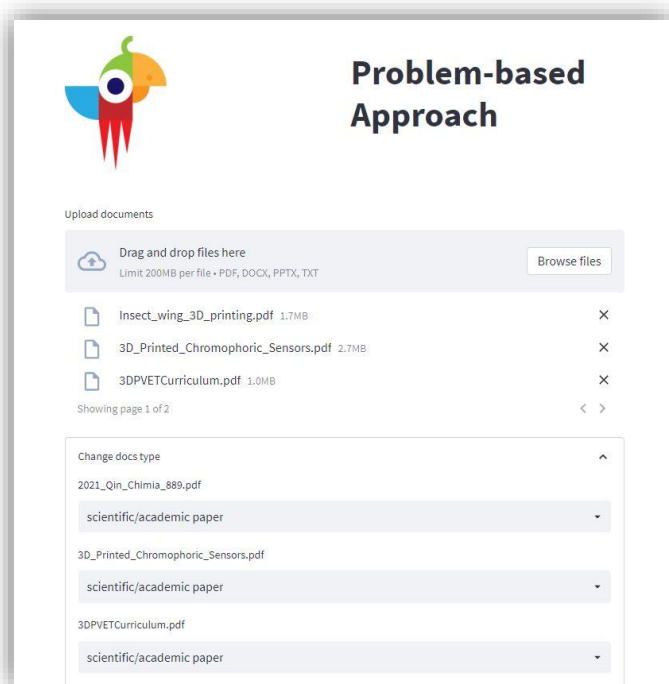 Problem-based
Approach
Upload documents
Drag and drop files here
Limit 200MB per file • PDF, DOCX, PPTX, TXT
Browse files
Insect_wing_3D_printing.pdf 1.7MB
3D_Printed_Chromophoric_Sensors.pdf 2.7MB
3DPVETCurriculum.pdf 1.0MB
Showing page 1 of 2
Change docs type
2021_Qin_Chimia_889.pdf
scientific/academic paper
3D_Printed_Chromophoric_Sensors.pdf
scientific/academic paper
3DPVETCurriculum.pdf
scientific/academic paper